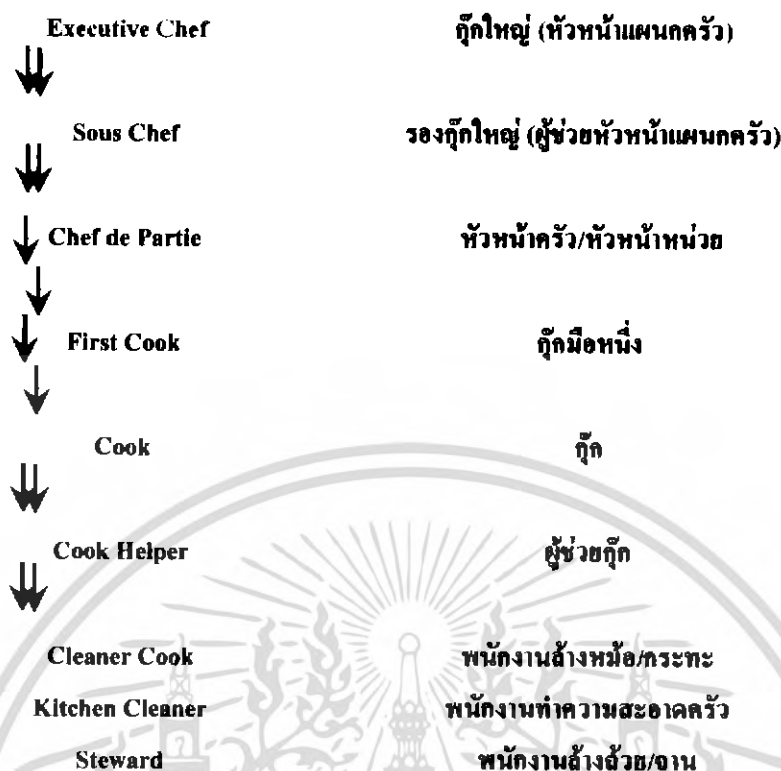 Executive Chef กุ๊กใหญ่ (หัวหน้าแผนกครัว)
Sous Chef รองกุ๊กใหญ่ (ผู้ช่วยหัวหน้าแผนกครัว)
Chef de Partie หัวหน้าครัว/หัวหน้าหน่วย
First Cook กุ๊กมือหนึ่ง
Cook กุ๊ก
Cook Helper ผู้ช่วยกุ๊ก
Cleaner Cook พนักงานล้างหม้อ/กระทะ
Kitchen Cleaner พนักงานทำความสะอาดครัว
Steward พนักงานล้างถ้วย/จาน